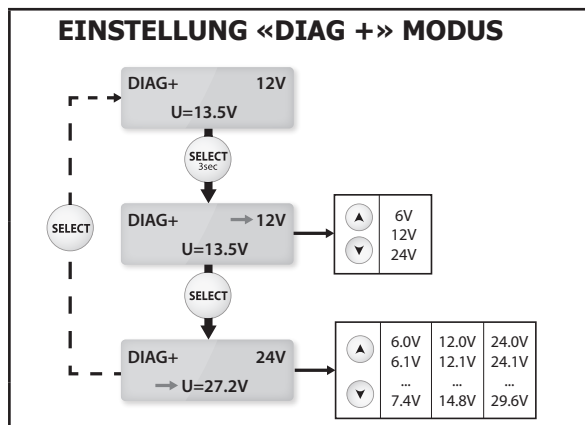 EINSTELLUNG «DIAG +» MODUS
DIAG+ 12V
U=13.5V
SELECT
3sec
DIAG+ → 12V
U=13.5V
6V
12V
24V
SELECT
SELECT
DIAG+ 24V
→ U=27.2V
6.0V 12.0V 24.0V
6.1V 12.1V 24.1V
... ... ...
7.4V 14.8V 29.6V